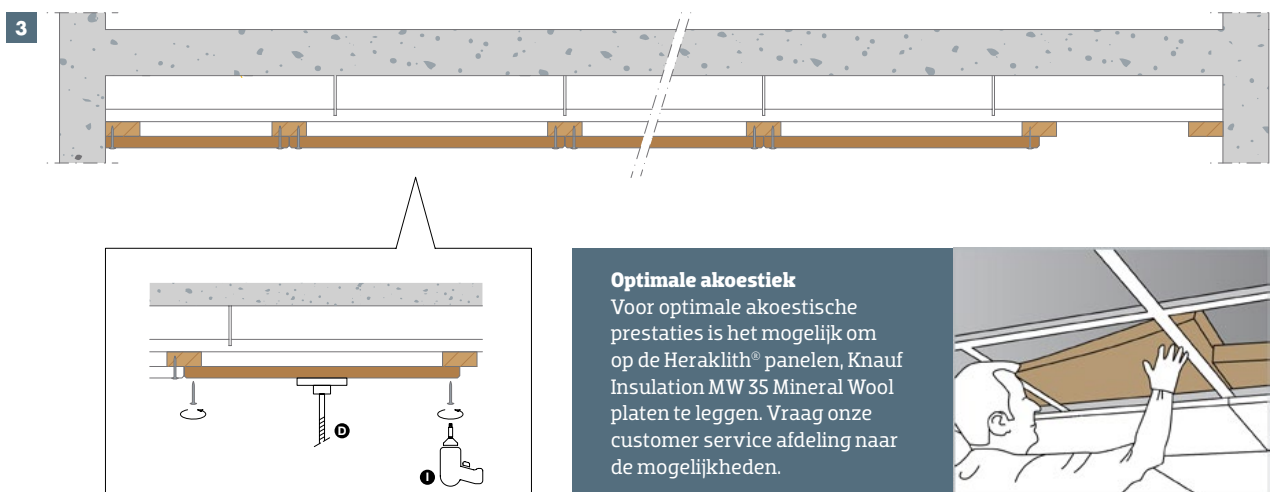 3
D
I
Optimale akoestiek
Voor optimale akoestische
prestaties is het mogelijk om
op de Heraklith® panelen, Knauf
Insulation MW 35 Mineral Wool
platen te leggen. Vraag onze
customer service afdeling naar
de mogelijkheden.